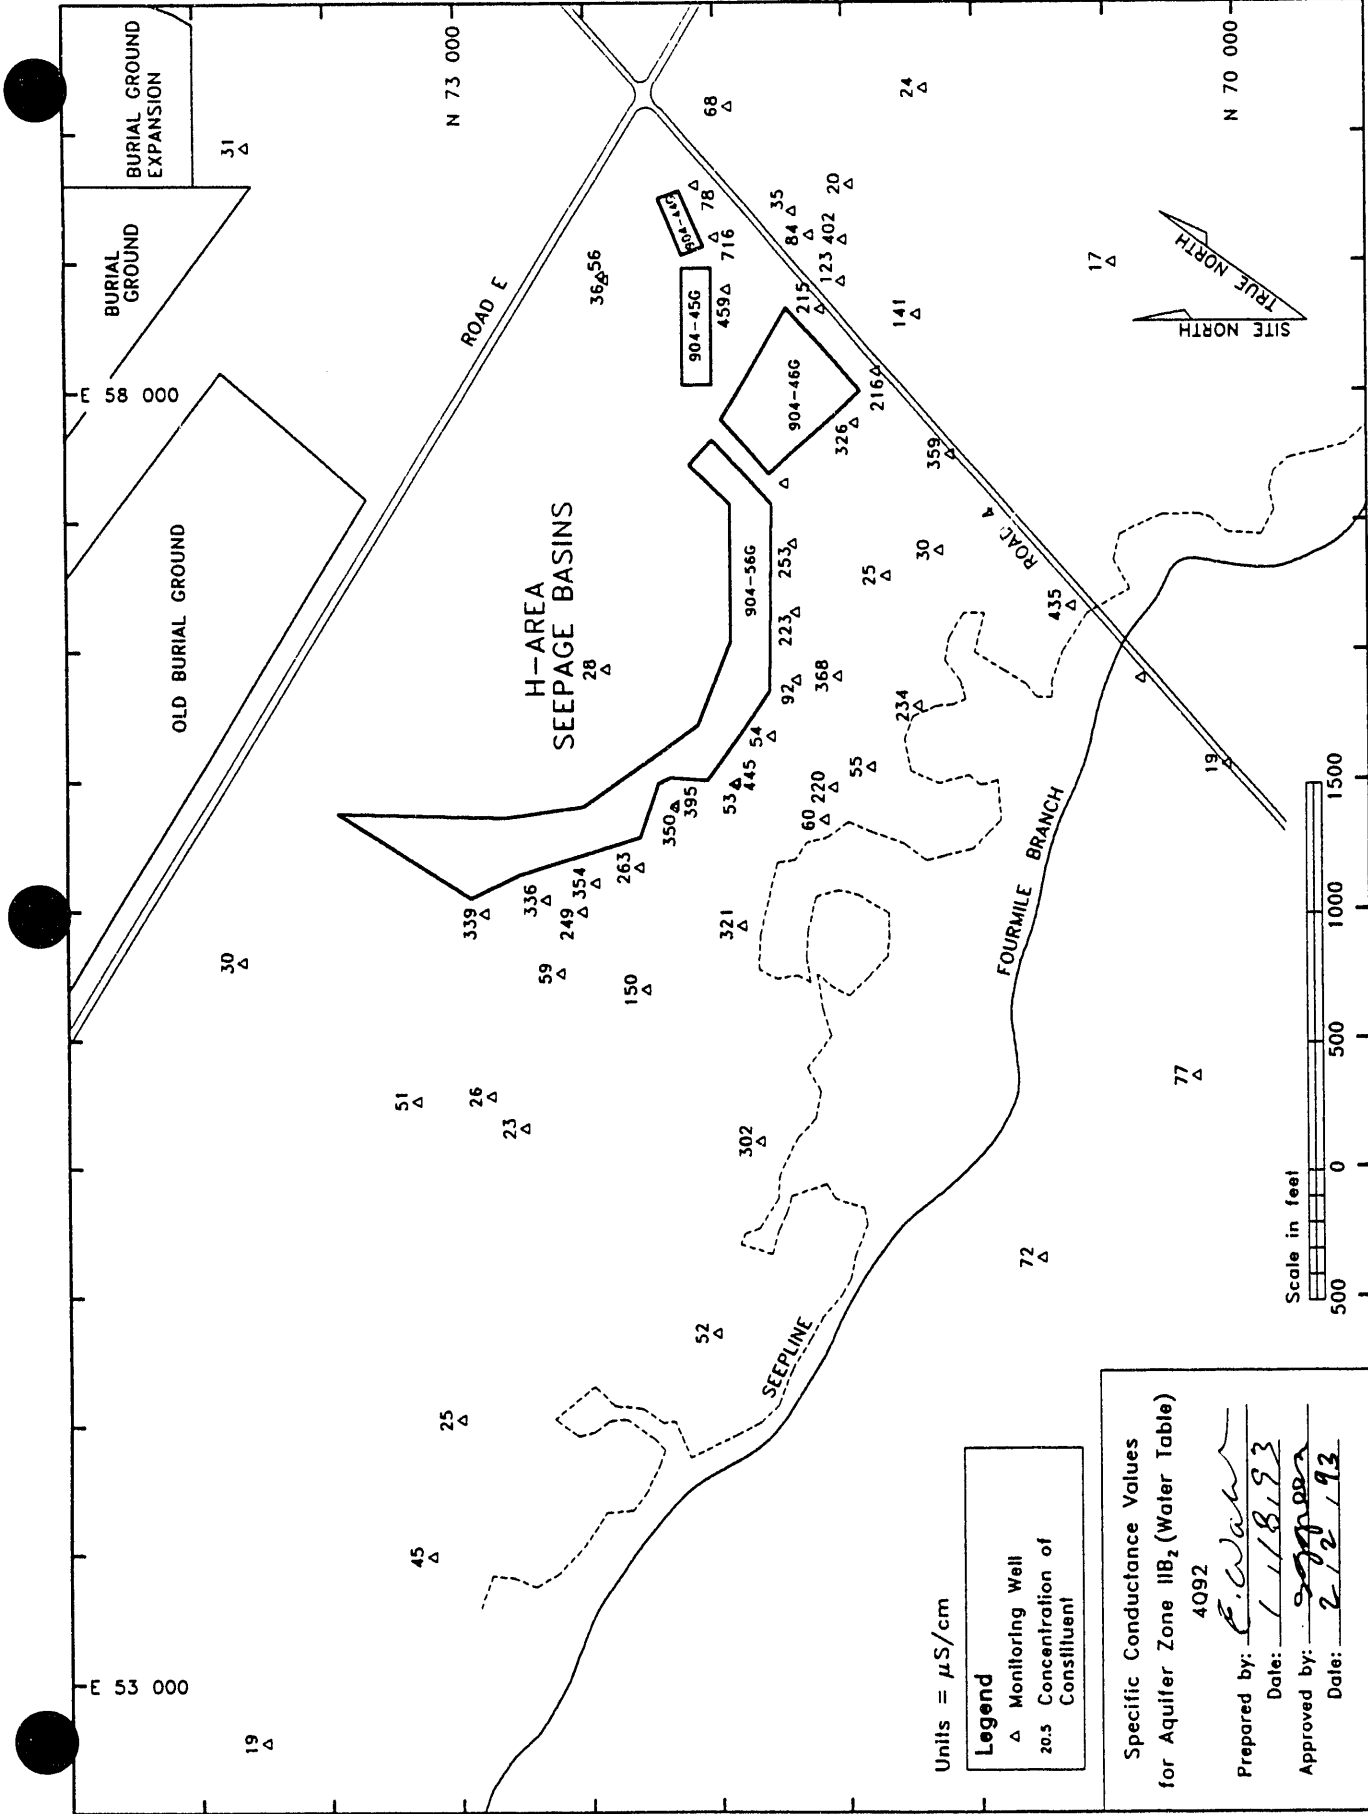 BURIAL GROUND
EXPANSION
BURIAL
GROUND
OLD BURIAL GROUND
31
30
19
E 58 000
E 53 000
N 73 000
N 70 000
ROAD E
ROAD 4
H-AREA
SEEPAGE BASINS
28
36
56
904-44G
904-45G
904-46G
904-56G
68
24
78
716
459
35
84
20
402
123
215
141
17
216
326
359
253
223
92
368
25
30
435
234
54
53
445
55
220
60
350
395
263
354
336
249
339
59
150
321
51
26
23
302
52
25
45
72
77
19
FOURMILE BRANCH
SEEPLINE
SITE NORTH
TRUE NORTH
Scale in feet
500 0 500 1000 1500
Units = μS/cm
Legend
△ Monitoring Well
20.5 Concentration of
Constituent
Specific Conductance Values
for Aquifer Zone IIB₂ (Water Table)
4Q92
Prepared by:
Date: 1/18/93
Approved by:
Date: 2/2/93